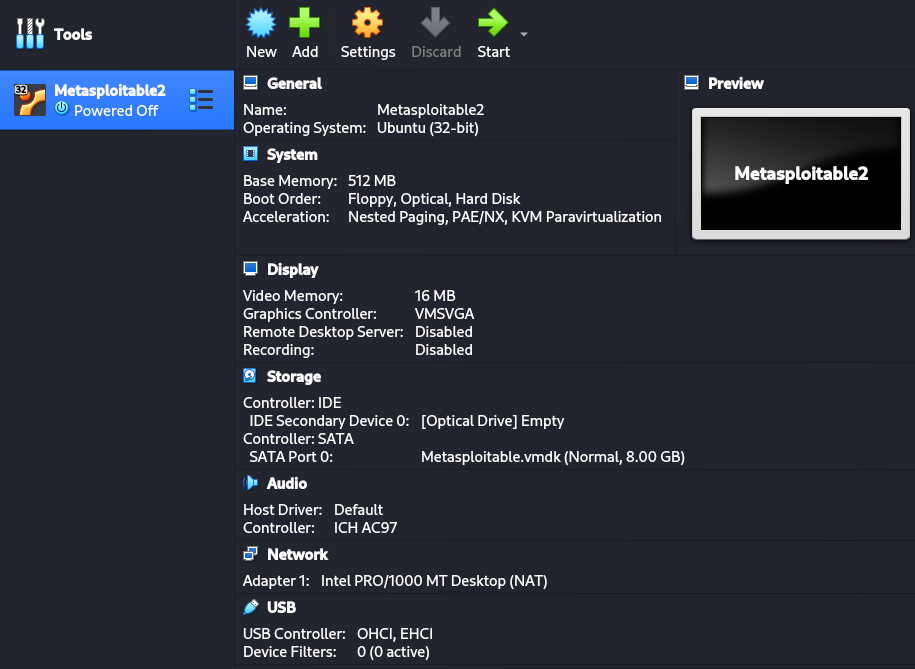 Tools
New Add Settings Discard Start
32
Metasploitable2
Powered Off
General
Name: Metasploitable2
Operating System: Ubuntu (32-bit)
System
Base Memory: 512 MB
Boot Order: Floppy, Optical, Hard Disk
Acceleration: Nested Paging, PAE/NX, KVM Paravirtualization
Preview
Metasploitable2
Display
Video Memory: 16 MB
Graphics Controller: VMSVGA
Remote Desktop Server: Disabled
Recording: Disabled
Storage
Controller: IDE
IDE Secondary Device 0: [Optical Drive] Empty
Controller: SATA
SATA Port 0: Metasploitable.vmdk (Normal, 8.00 GB)
Audio
Host Driver: Default
Controller: ICH AC97
Network
Adapter 1: Intel PRO/1000 MT Desktop (NAT)
USB
USB Controller: OHCI, EHCI
Device Filters: 0 (0 active)